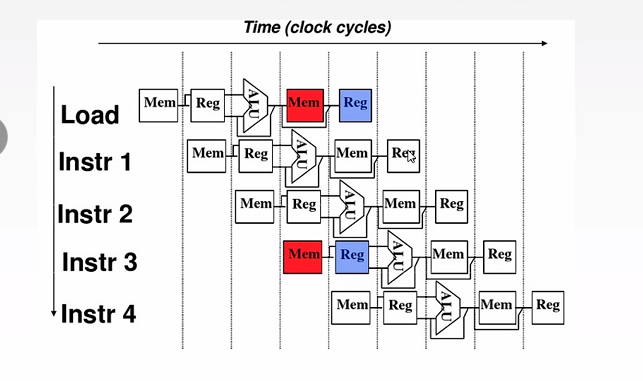 Time (clock cycles)
Load Mem Reg ALU Mem Reg
Instr 1 Mem Reg ALU Mem Reg
Instr 2 Mem Reg ALU Mem Reg
Instr 3 Mem Reg ALU Mem Reg
Instr 4 Mem Reg ALU Mem Reg